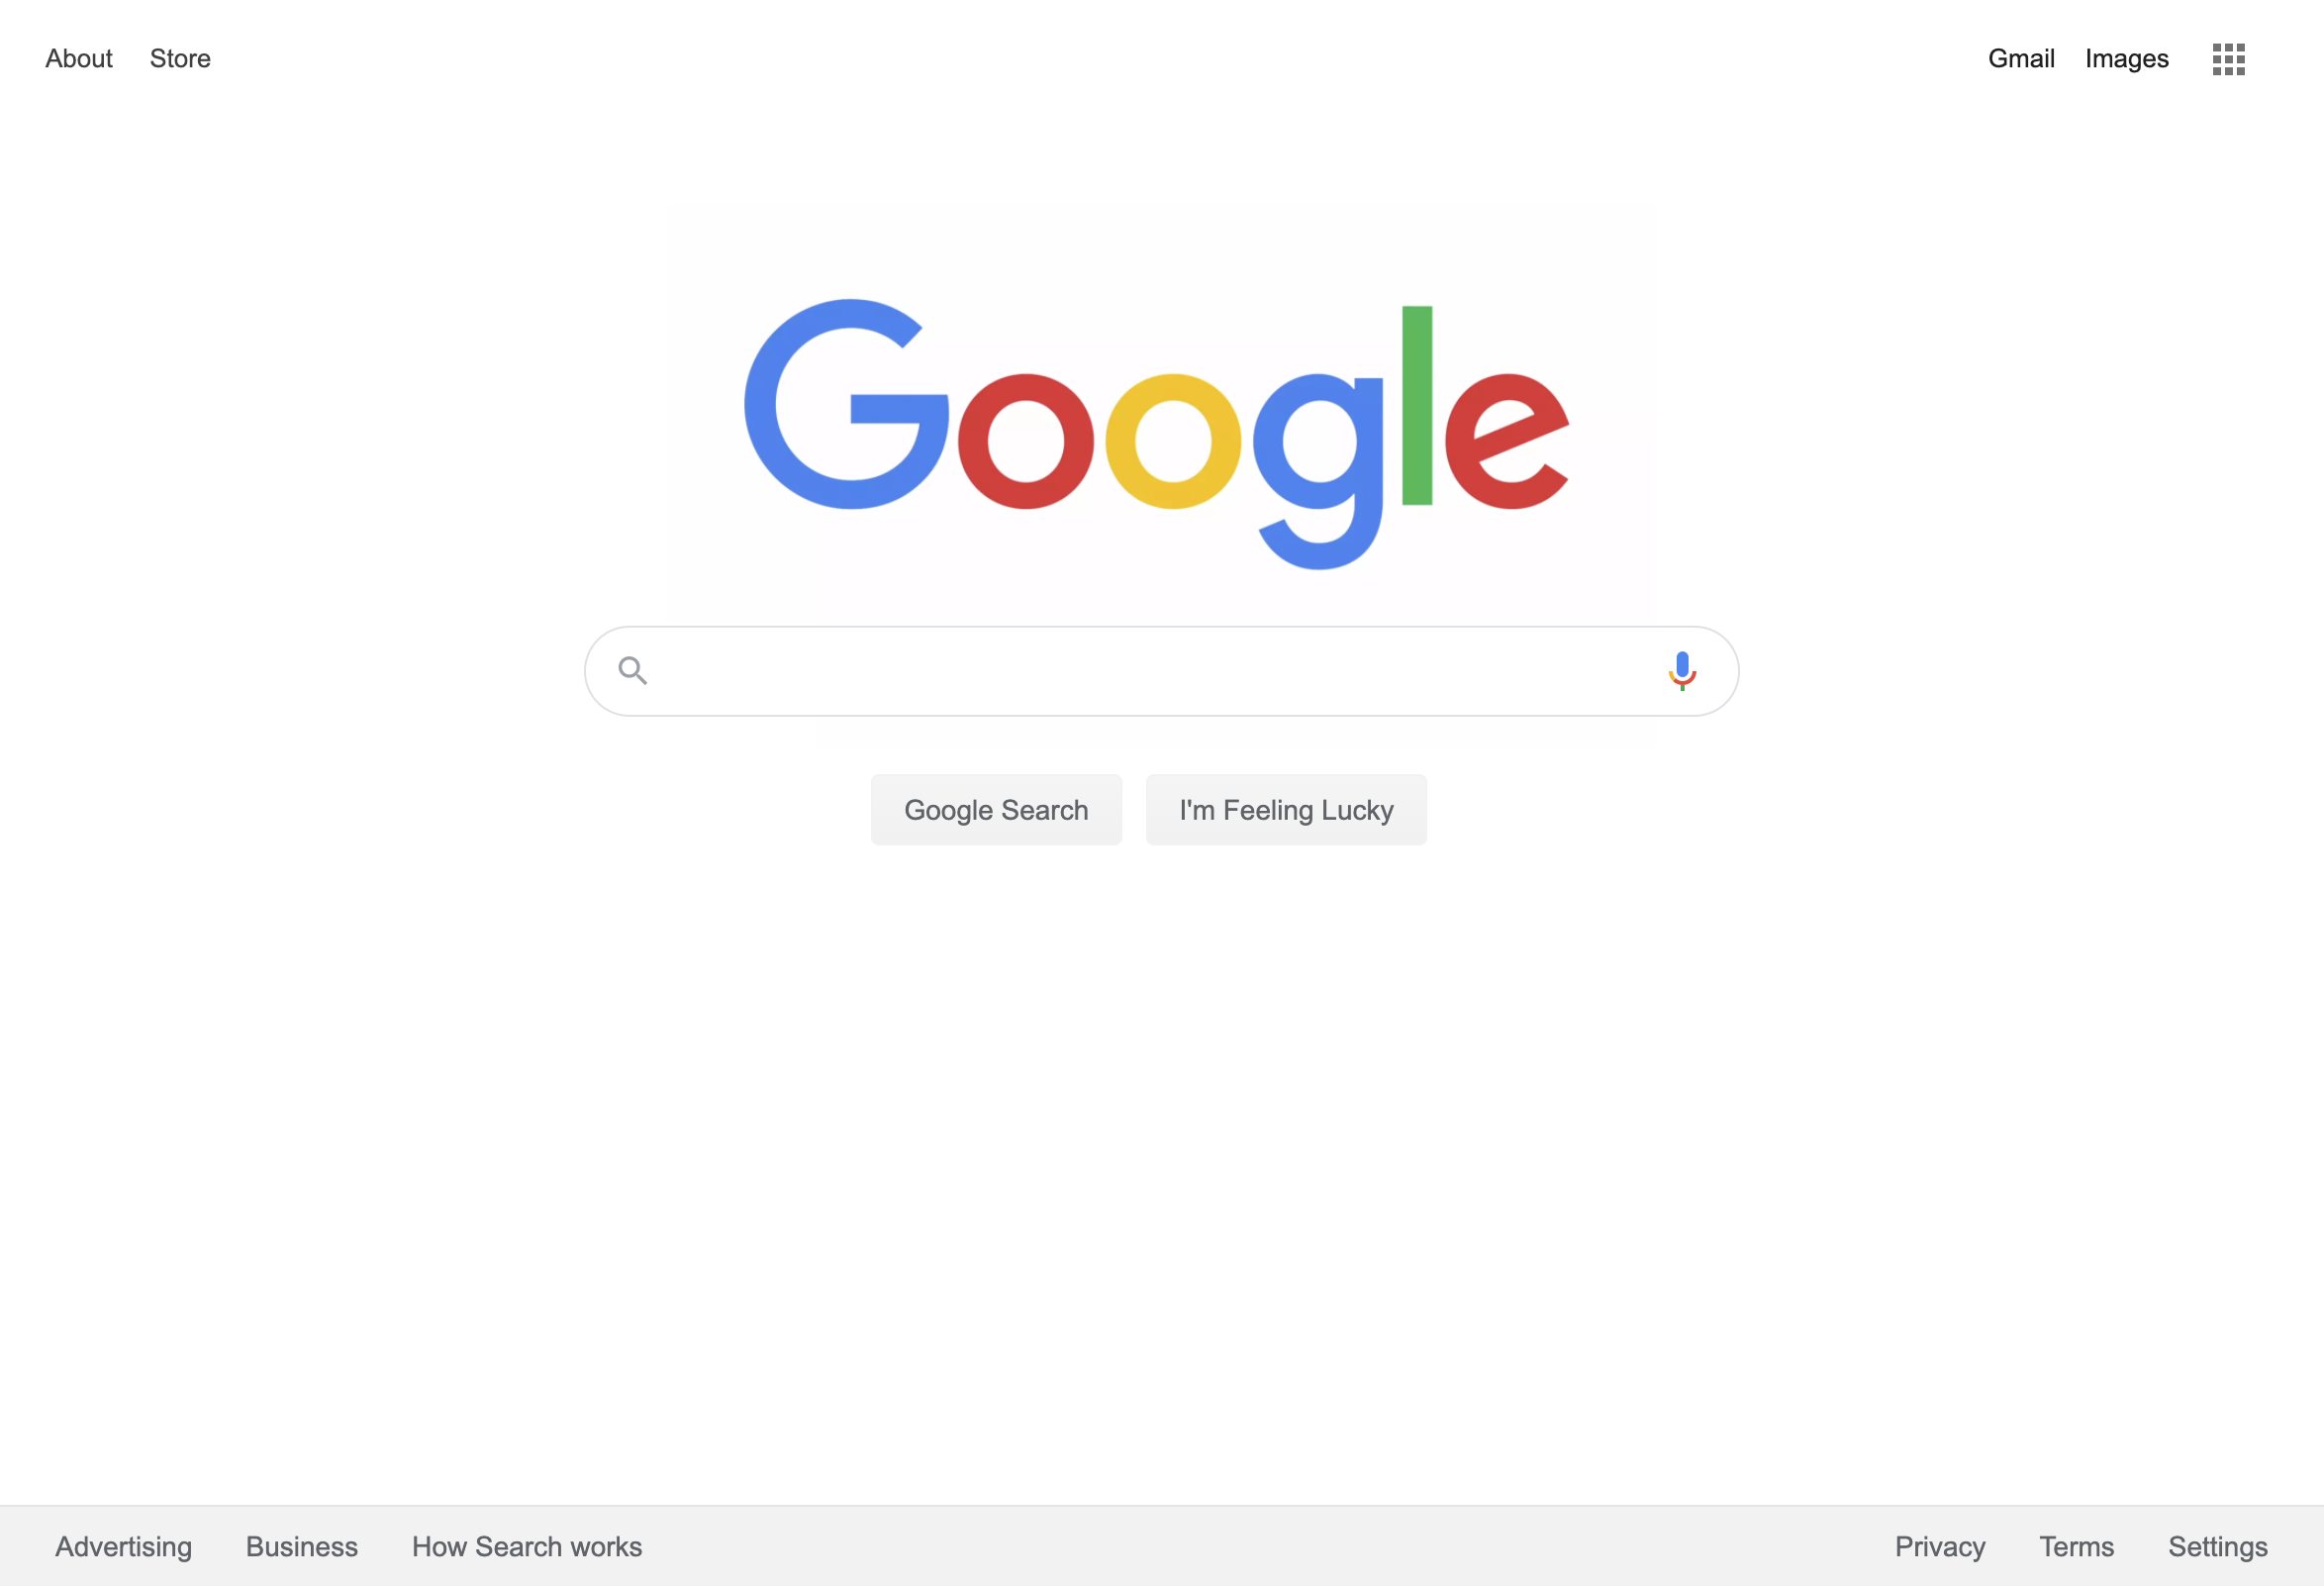 About Store Gmail Images
Google
Google Search I'm Feeling Lucky
Advertising Business How Search works Privacy Terms Settings